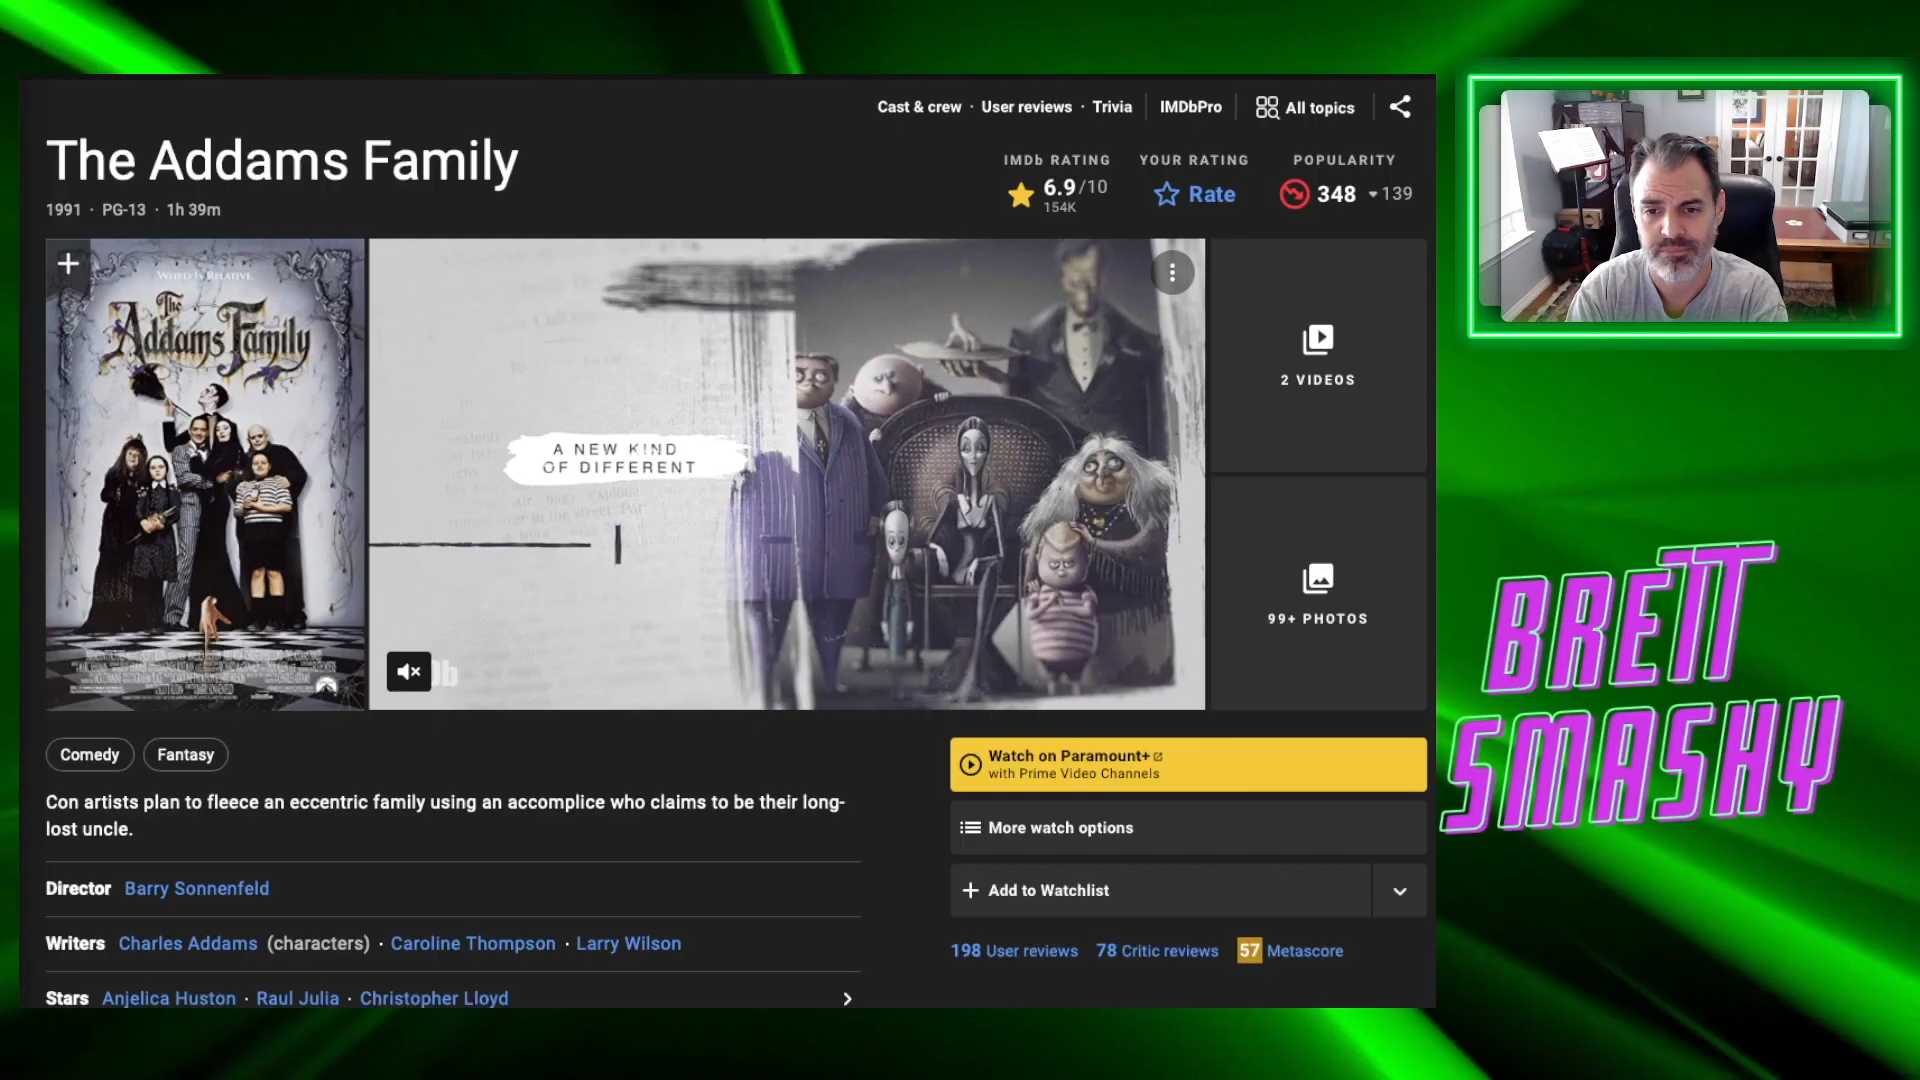 Cast & crew · User reviews · Trivia IMDbPro All topics
The Addams Family
1991 · PG-13 · 1h 39m
IMDb RATING
6.9/10
154K
YOUR RATING
Rate
POPULARITY
348 139
WEIRD IS RELATIVE.
The
Addams Family
A NEW KIND
OF DIFFERENT
2 VIDEOS
99+ PHOTOS
Comedy Fantasy
Con artists plan to fleece an eccentric family using an accomplice who claims to be their long-
lost uncle.
Director Barry Sonnenfeld
Writers Charles Addams (characters) · Caroline Thompson · Larry Wilson
Stars Anjelica Huston · Raul Julia · Christopher Lloyd
Watch on Paramount+
with Prime Video Channels
More watch options
Add to Watchlist
198 User reviews 78 Critic reviews 57 Metascore
BRETT
SMASHY